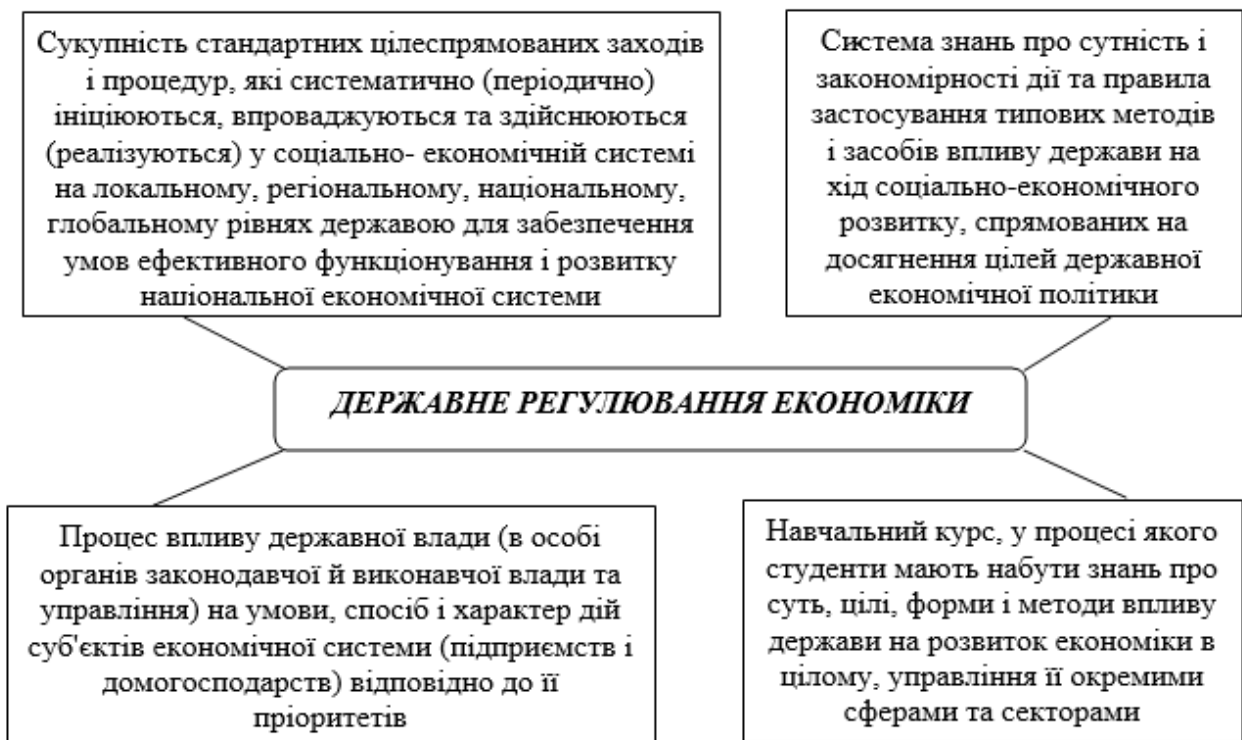 Сукупність стандартних цілеспрямованих заходів
і процедур, які систематично (періодично)
ініціюються, впроваджуються та здійснюються
(реалізуються) у соціально- економічній системі
на локальному, регіональному, національному,
глобальному рівнях державою для забезпечення
умов ефективного функціонування і розвитку
національної економічної системи
Система знань про сутність і
закономірності дії та правила
застосування типових методів
і засобів впливу держави на
хід соціально-економічного
розвитку, спрямованих на
досягнення цілей державної
економічної політики
ДЕРЖАВНЕ РЕГУЛЮВАННЯ ЕКОНОМІКИ
Процес впливу державної влади (в особі
органів законодавчої й виконавчої влади та
управління) на умови, спосіб і характер дій
суб'єктів економічної системи (підприємств і
домогосподарств) відповідно до її
пріоритетів
Навчальний курс, у процесі якого
студенти мають набути знань про
суть, цілі, форми і методи впливу
держави на розвиток економіки в
цілому, управління її окремими
сферами та секторами